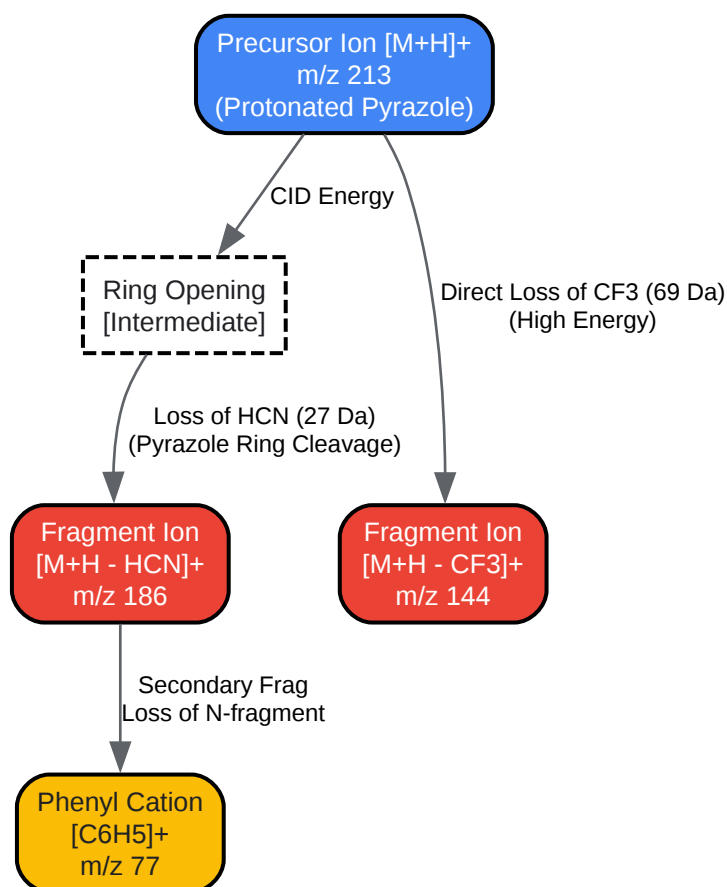 Precursor Ion [M+H]+
m/z 213
(Protonated Pyrazole)
CID Energy
Ring Opening
[Intermediate]
Direct Loss of CF3 (69 Da)
(High Energy)
Loss of HCN (27 Da)
(Pyrazole Ring Cleavage)
Fragment Ion
[M+H - HCN]+
m/z 186
Fragment Ion
[M+H - CF3]+
m/z 144
Secondary Frag
Loss of N-fragment
Phenyl Cation
[C6H5]+
m/z 77